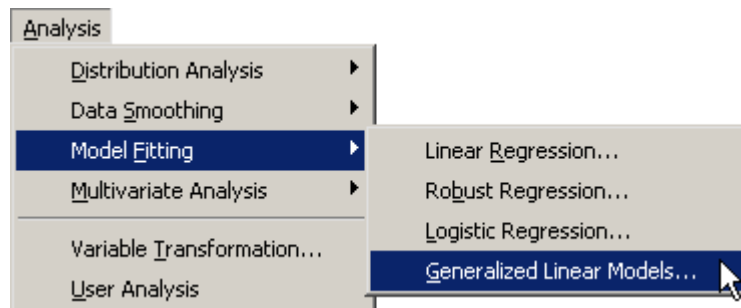 Analysis
Distribution Analysis
Data Smoothing
Model Fitting
Multivariate Analysis
Variable Transformation...
User Analysis
Linear Regression...
Robust Regression...
Logistic Regression...
Generalized Linear Models...